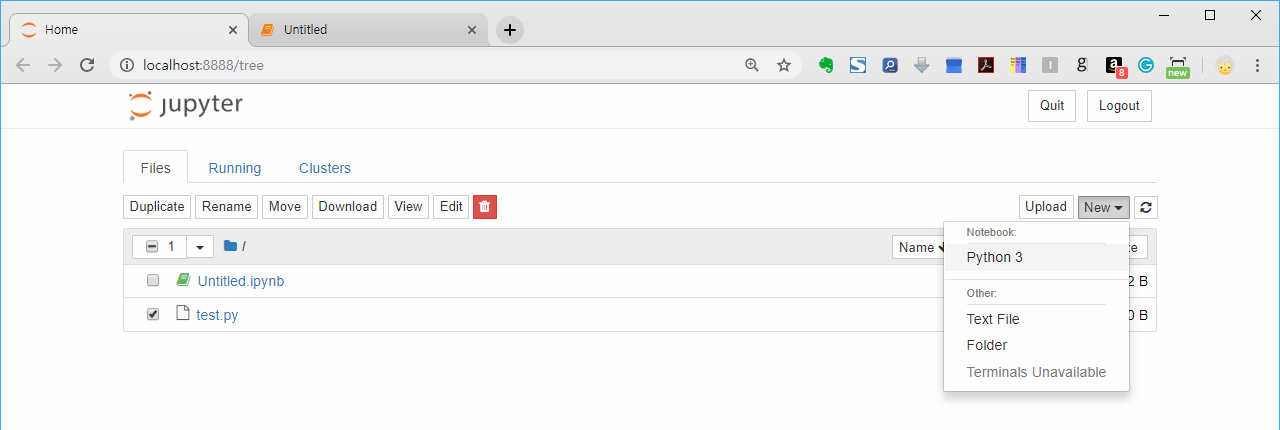 Home
Untitled
localhost:8888/tree
8
new
jupyter
Quit
Logout
Files
Running
Clusters
Duplicate
Rename
Move
Download
View
Edit
Upload
New
1
/
Name
Notebook:
Python 3
Untitled.ipynb
2 B
Other:
test.py
0 B
Text File
Folder
Terminals Unavailable